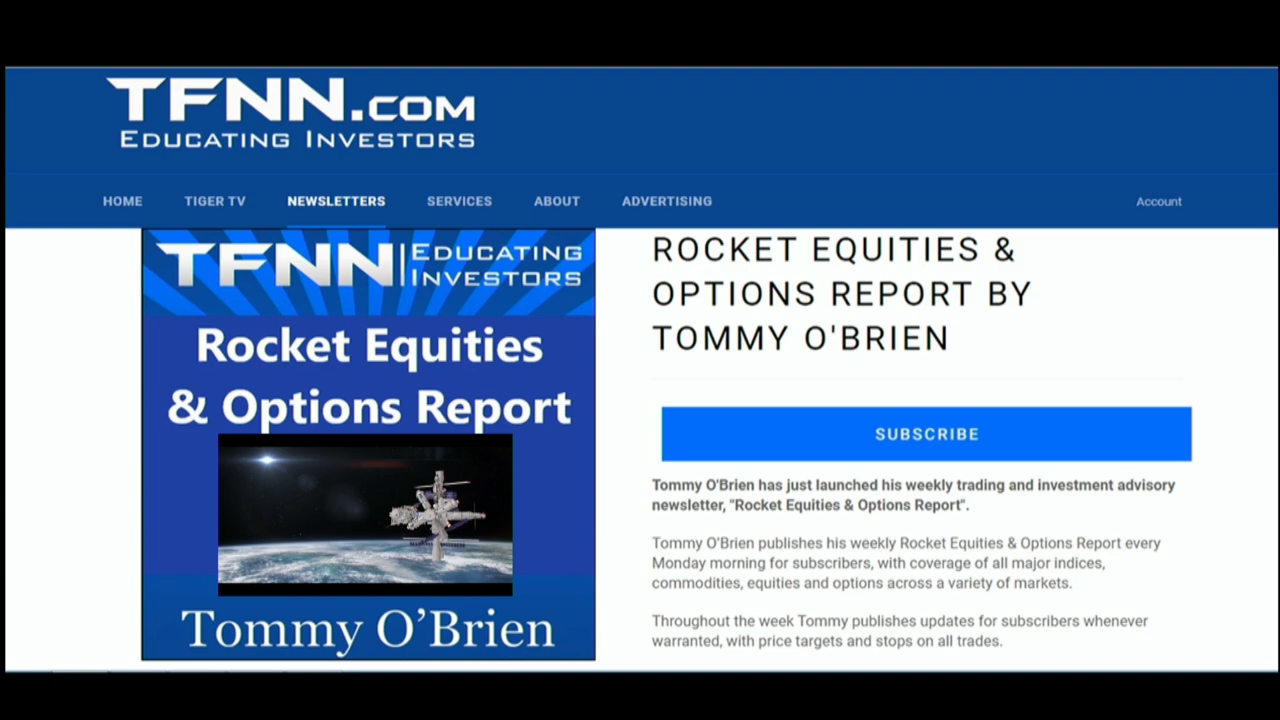 TFNN.COM
EDUCATING INVESTORS
HOME TIGER TV NEWSLETTERS SERVICES ABOUT ADVERTISING Account
TFNN | EDUCATING
INVESTORS
Rocket Equities
& Options Report
Tommy O’Brien
ROCKET EQUITIES &
OPTIONS REPORT BY
TOMMY O'BRIEN
SUBSCRIBE
Tommy O'Brien has just launched his weekly trading and investment advisory
newsletter, "Rocket Equities & Options Report".
Tommy O’Brien publishes his weekly Rocket Equities & Options Report every
Monday morning for subscribers, with coverage of all major indices,
commodities, equities and options across a variety of markets.
Throughout the week Tommy publishes updates for subscribers whenever
warranted, with price targets and stops on all trades.